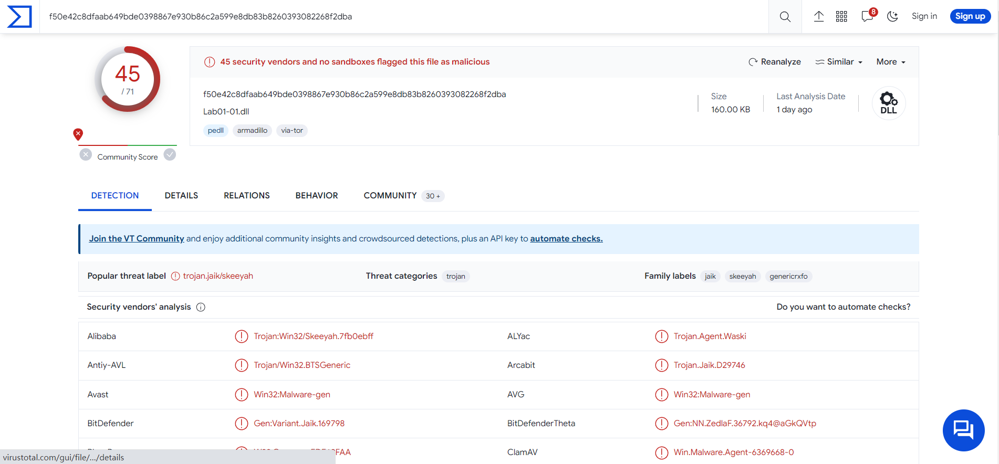 f50e42c8dfaab649bde0398867e930b86c2a599e8db83b8260393082268f2dba
8
Sign in
Sign up
45
/ 71
Community Score
45 security vendors and no sandboxes flagged this file as malicious
Reanalyze
Similar
More
f50e42c8dfaab649bde0398867e930b86c2a599e8db83b8260393082268f2dba
Lab01-01.dll
pedll
armadillo
via-tor
Size
160.00 KB
Last Analysis Date
1 day ago
DLL
DETECTION
DETAILS
RELATIONS
BEHAVIOR
COMMUNITY
30 +
Join the VT Community and enjoy additional community insights and crowdsourced detections, plus an API key to automate checks.
Popular threat label
trojan.jaik/skeeyah
Threat categories
trojan
Family labels
jaik
skeeyah
genericrxfo
Security vendors' analysis
Do you want to automate checks?
Alibaba
Trojan:Win32/Skeeyah.7fb0ebff
ALYac
Trojan.Agent.Waski
Antiy-AVL
Trojan/Win32.BTSGeneric
Arcabit
Trojan.Jaik.D29746
Avast
Win32:Malware-gen
AVG
Win32:Malware-gen
BitDefender
Gen:Variant.Jaik.169798
BitDefenderTheta
Gen:NN.ZedlaF.36792.kq4@aGkQVtp
ClamAV
Win.Malware.Agent-6369668-0
virustotal.com/gui/file/.../details